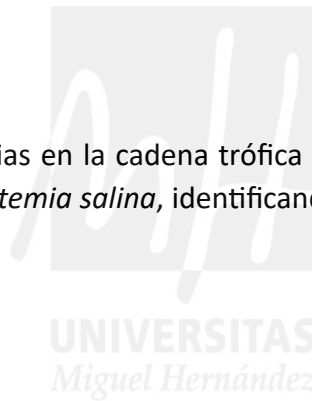 ias en la cadena trófica
temia salina, identificand
UNIVERSITAS
Miguel Hernández